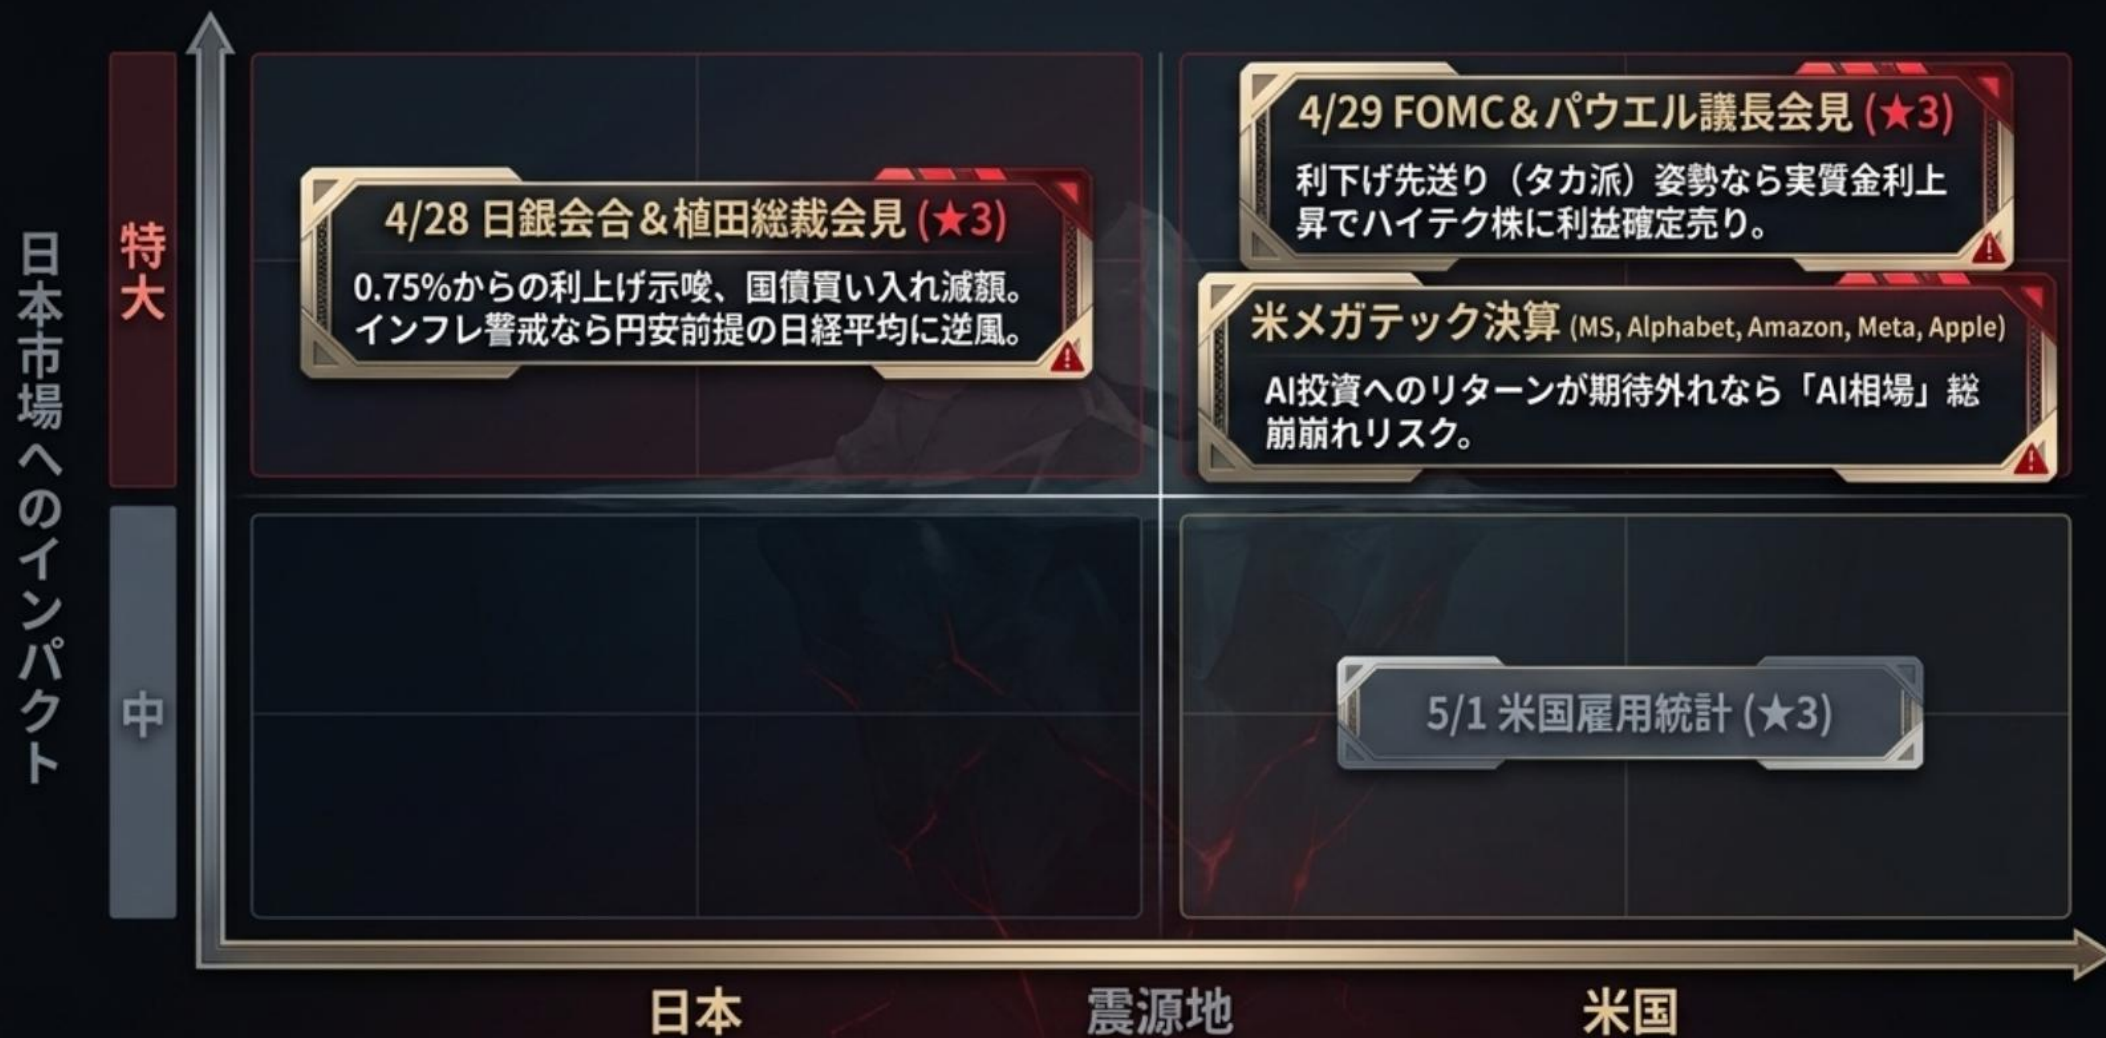 日本市場へのインパクト
特大
中
4/28 日銀会合&植田総裁会見 (★3)
0.75%からの利上げ示唆、国債買い入れ減額。
インフレ警戒なら円安前提の日経平均に逆風。
4/29 FOMC&パウエル議長会見 (★3)
利下げ先送り（タカ派）姿勢なら実質金利上
昇でハイテク株に利益確定売り。
米メガテック決算 (MS, Alphabet, Amazon, Meta, Apple)
AI投資へのリターンが期待外れなら「AI相場」総
崩崩れリスク。
5/1 米国雇用統計 (★3)
日本
震源地
米国